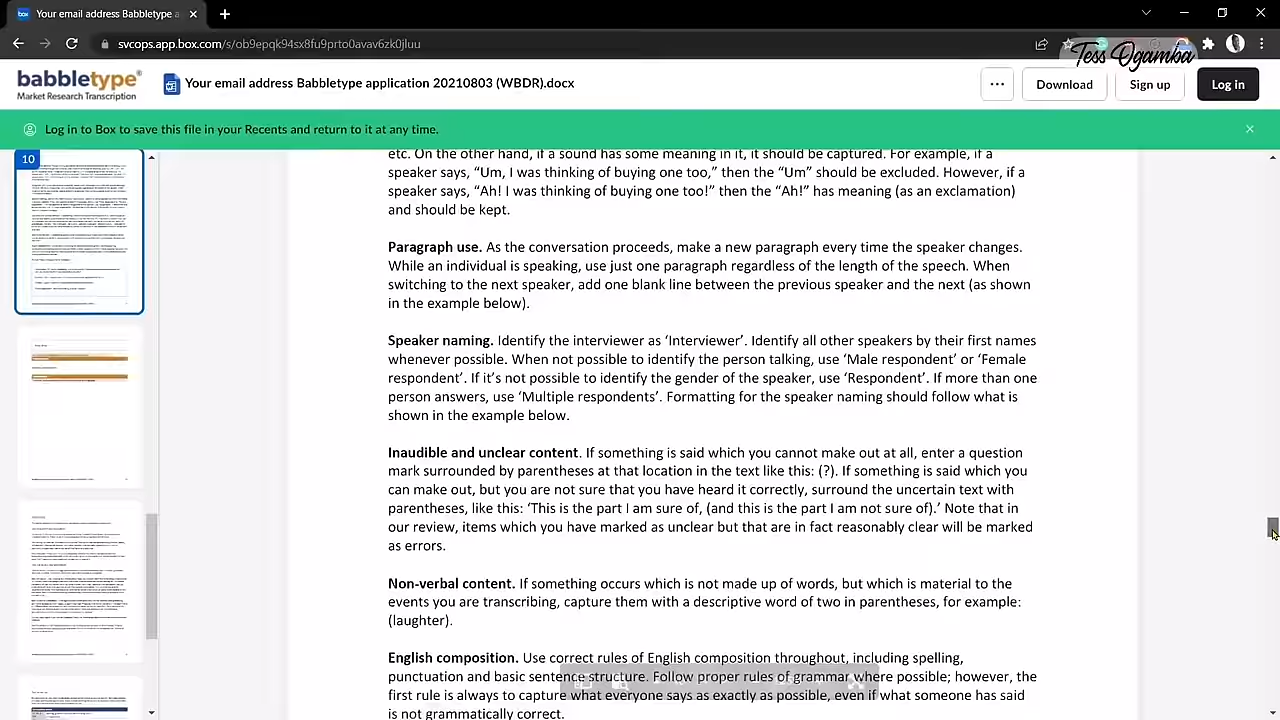 Your email address Babbletype a
svcops.app.box.com/s/ob9epqk94sx8fu9prto0avav6zk0jluu
Tess Ogamba
babbletype®
Market Research Transcription
Your email address Babbletype application 20210803 (WBDR).docx
Download
Sign up
Log in
Log in to Box to save this file in your Recents and return to it at any time.
10
etc. On the other hand, if a sound has some meaning in it, it should be captured. For example, if a
speaker says "Um, I was thinking of buying one too," then the "Um" should be excluded. However, if a
speaker says "Ah! I was thinking of buying one too!" then the "Ah!" has meaning (as an exclamation)
and should be kept.
Paragraph use. As the conversation proceeds, make a new paragraph every time the speaker changes.
While an individual is speaking, use just one paragraph regardless of the length of the speech. When
switching to the next speaker, add one blank line between the previous speaker and the next (as shown
in the example below).
Speaker naming. Identify the interviewer as ‘Interviewer’. Identify all other speakers by their first names
whenever possible. When not possible to identify the person talking, use ‘Male respondent’ or ‘Female
respondent’. If it’s not possible to identify the gender of the speaker, use ‘Respondent’. If more than one
person answers, use ‘Multiple respondents’. Formatting for the speaker naming should follow what is
shown in the example below.
Inaudible and unclear content. If something is said which you cannot make out at all, enter a question
mark surrounded by parentheses at that location in the text like this: (?). If something is said which you
can make out, but you are not sure that you have heard it correctly, surround the uncertain text with
parentheses like this: ‘This is the part I am sure of, (and this is the part I am not sure of).’ Note that in
our review, items which you have marked as unclear but are in fact reasonably clear will be marked
as errors.
Non-verbal content. If something occurs which is not made up of words, but which is material to the
events you are transcribing, capture them with a descriptive word of two in parentheses, for example:
(laughter).
English composition. Use correct rules of English composition throughout, including spelling,
punctuation and basic sentence structure. Follow proper rules of grammar where possible; however, the
first rule is always to capture what everyone says as exactly as possible, so if what someone has said